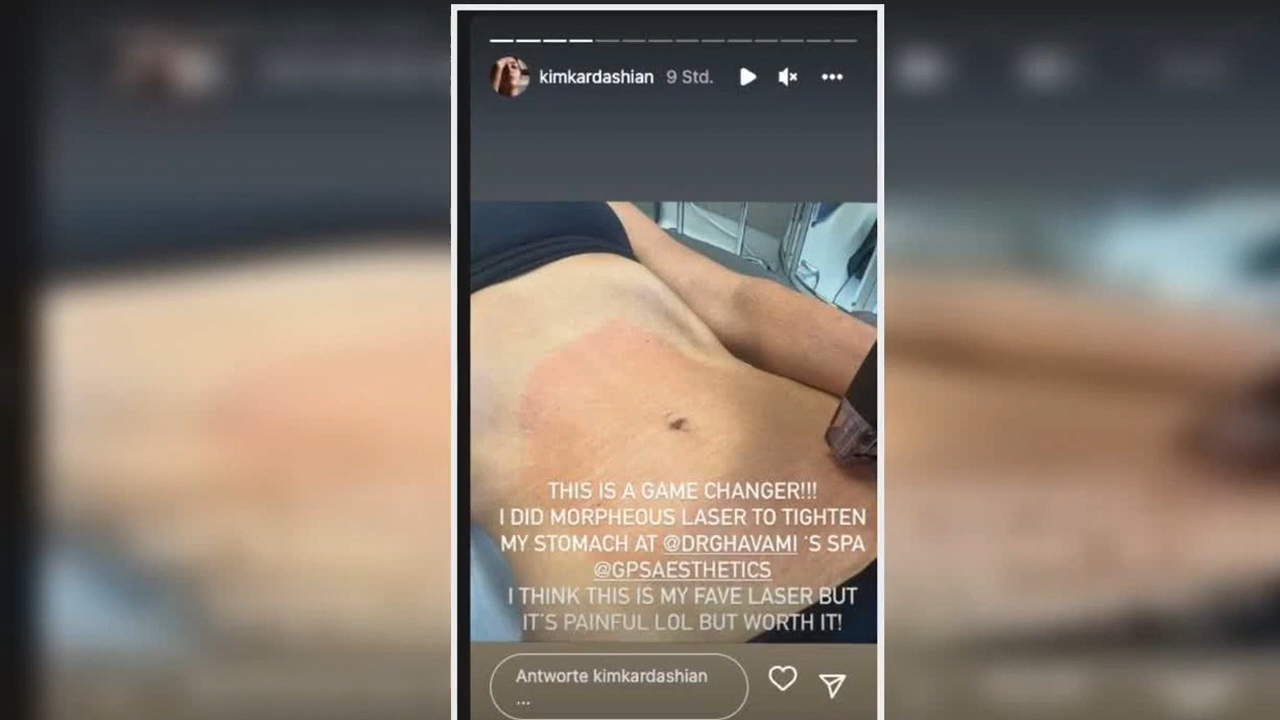 kimkardashian 9 Std.
THIS IS A GAME CHANGER!!!
I DID MORPHEOUS LASER TO TIGHTEN
MY STOMACH AT @DRGHAVAMI 'S SPA
@GPSAESTHETICS
I THINK THIS IS MY FAVE LASER BUT
IT'S PAINFUL LOL BUT WORTH IT!
Antworte kimkardashian
...